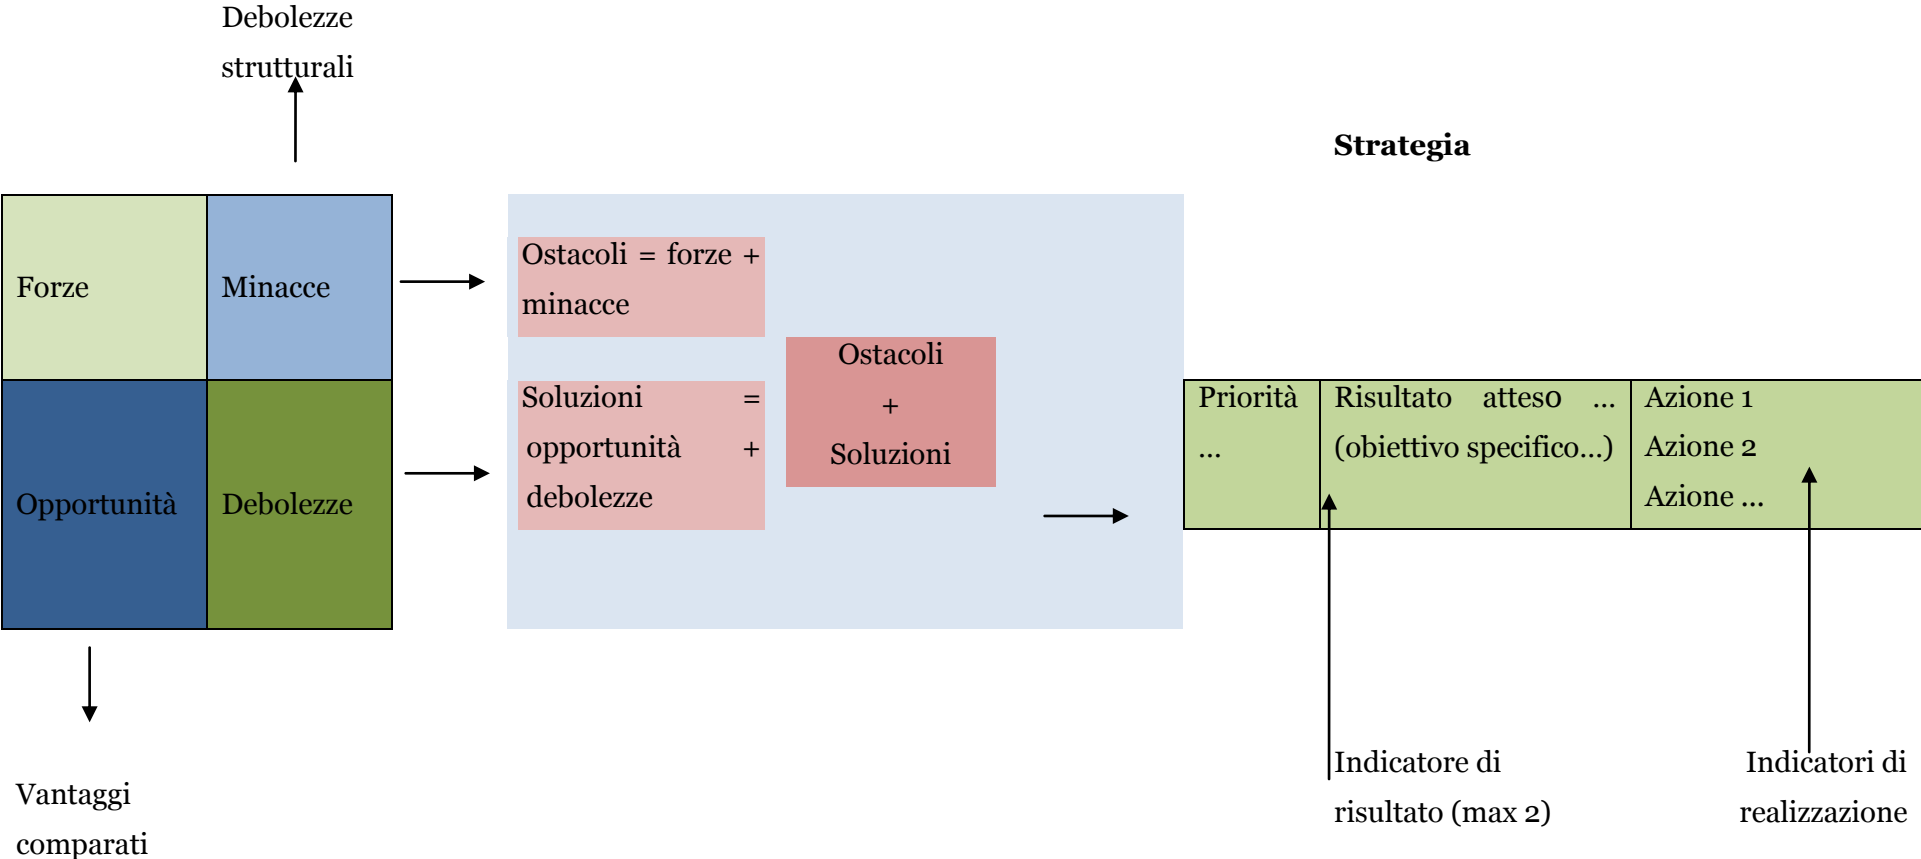 Debolezze
strutturali
Strategia
Forze
Minacce
Opportunità
Debolezze
Ostacoli = forze +
minacce
Soluzioni =
opportunità +
debolezze
Ostacoli
+
Soluzioni
Priorità
...
Risultato atteso ...
(obiettivo specifico...)
Azione 1
Azione 2
Azione ...
Indicatore di
risultato (max 2)
Indicatori di
realizzazione
Vantaggi
comparati